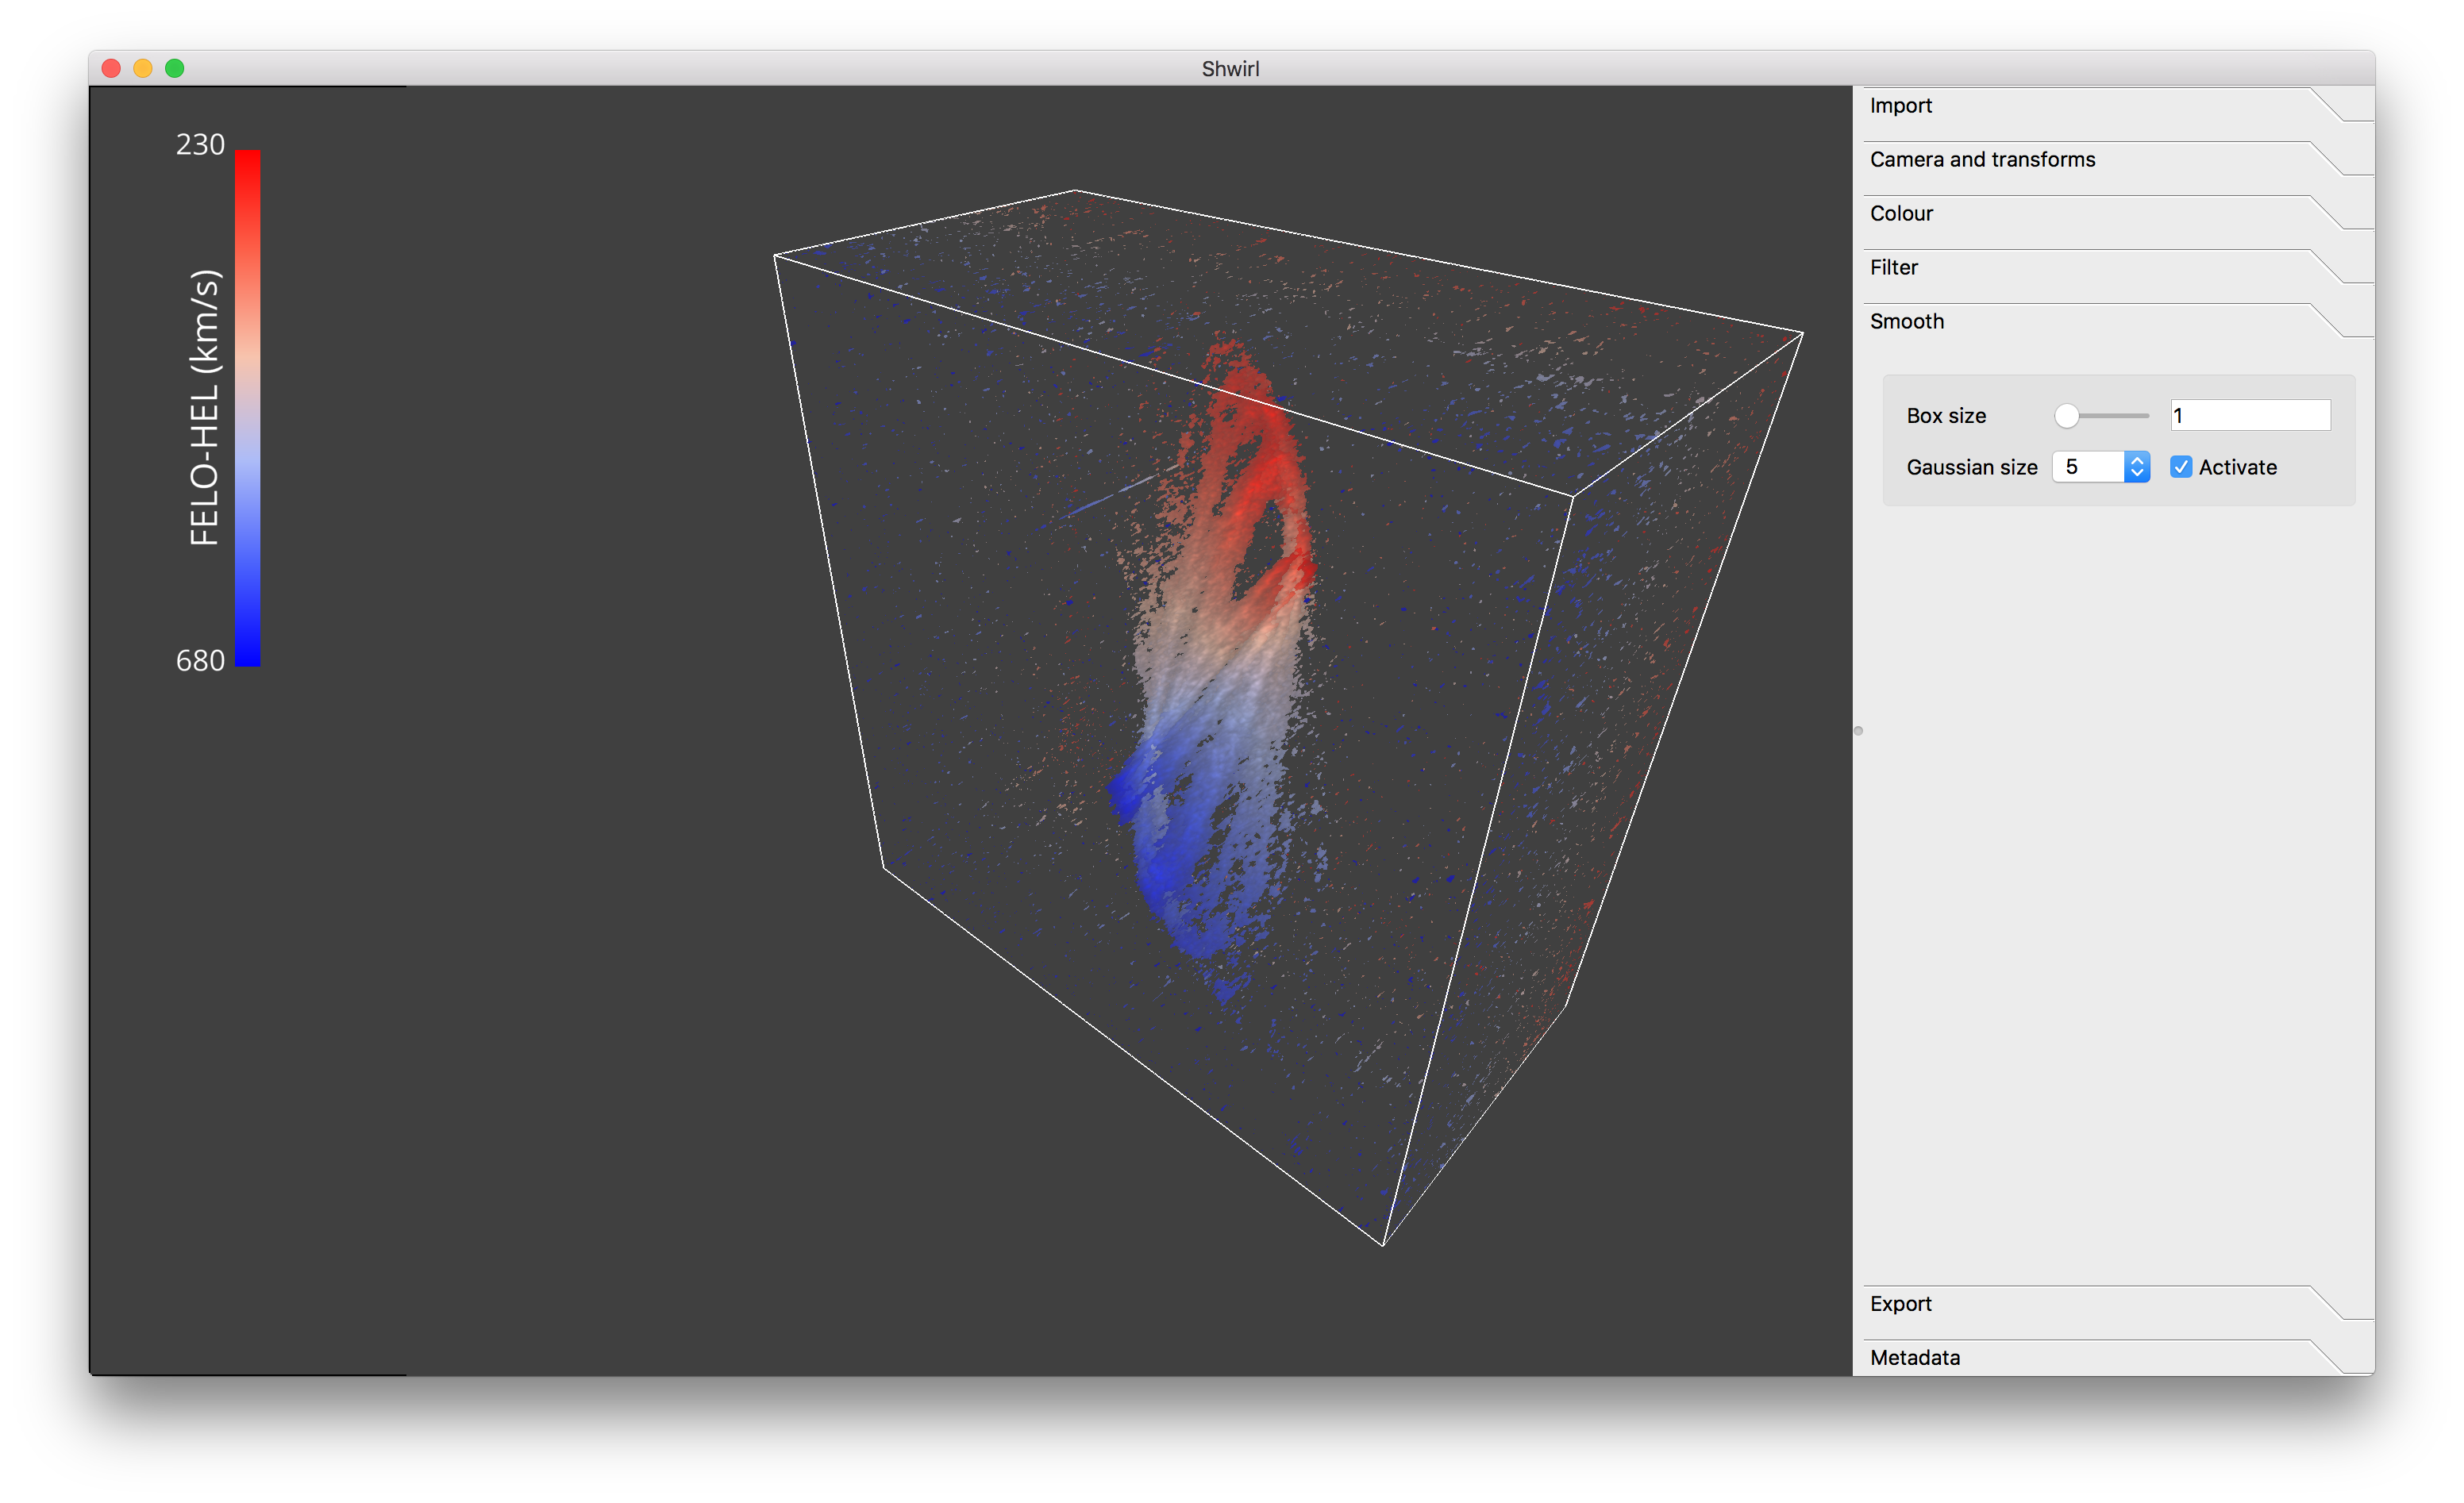 Shwirl
230
FELO-HEL (km/s)
680
Import
Camera and transforms
Colour
Filter
Smooth
Box size 1
Gaussian size 5 Activate
Export
Metadata